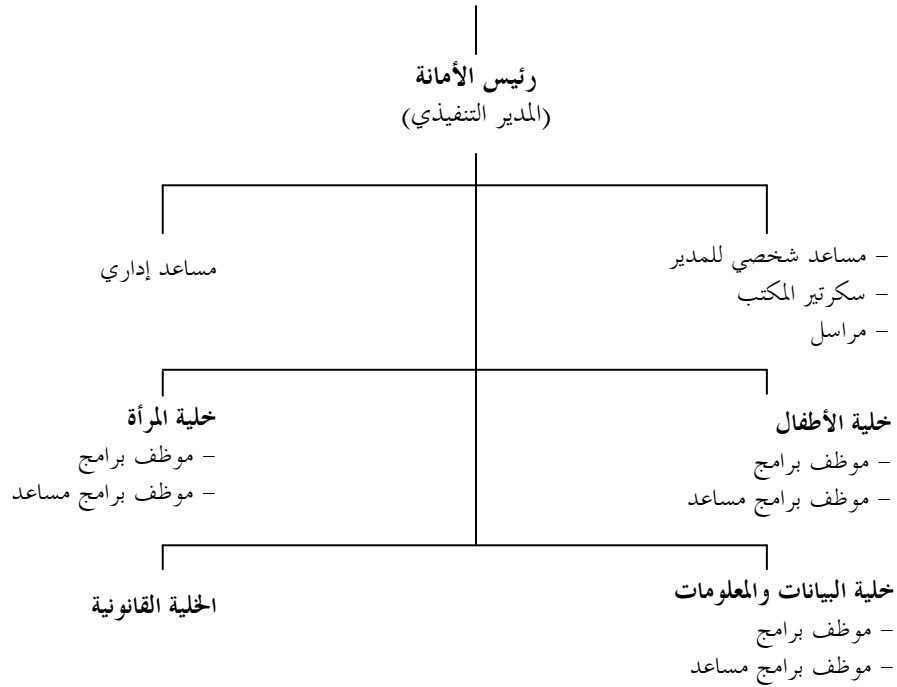 رئيس الأمانة
(المدير التنفيذي)
– مساعد شخصي للمدير
– سكرتير المكتب
– مراسل
مساعد إداري
خلية الأطفال
– موظف برامج
– موظف برامج مساعد
خلية المرأة
– موظف برامج
– موظف برامج مساعد
خلية البيانات والمعلومات
– موظف برامج
– موظف برامج مساعد
الخلية القانونية